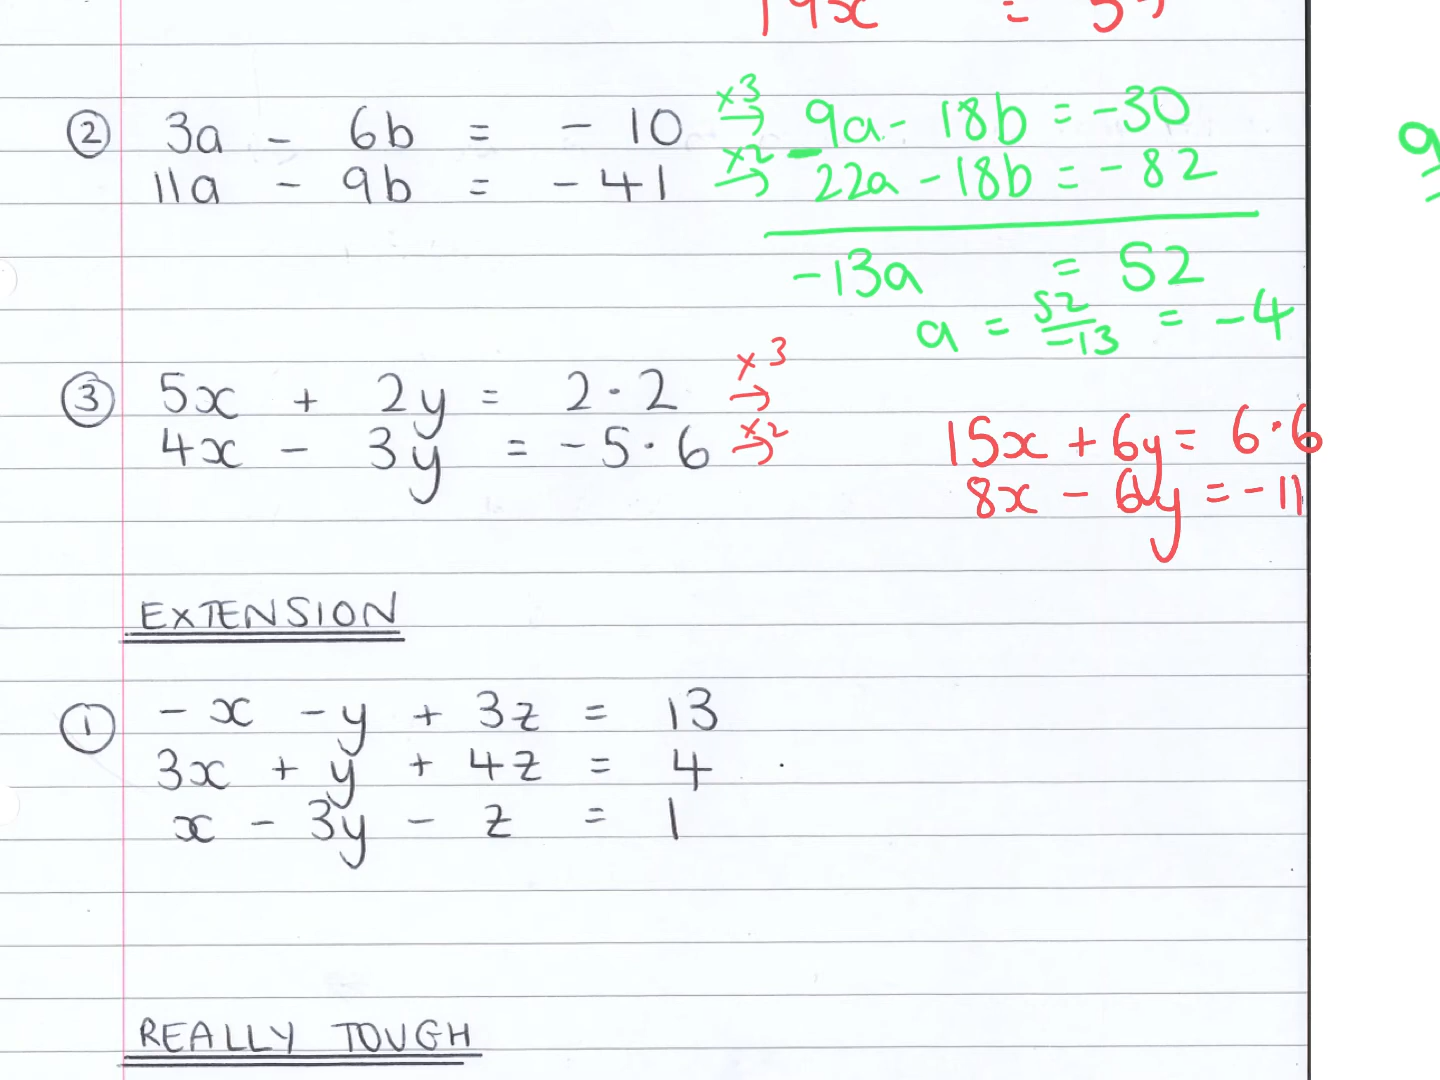 19x = 5
② 3a - 6b = - 10 ×3→ 9a - 18b = -30
11a - 9b = - 41 ×2→ - 22a - 18b = - 82
-13a = 52
a = 52/-13 = -4
③ 5x + 2y = 2·2 ×3→
4x - 3y = -5·6 ×2→
15x + 6y = 6·6
8x - 6y = -11
EXTENSION
① -x -y + 3z = 13
3x + y + 4z = 4
x - 3y - z = 1
REALLY TOUGH